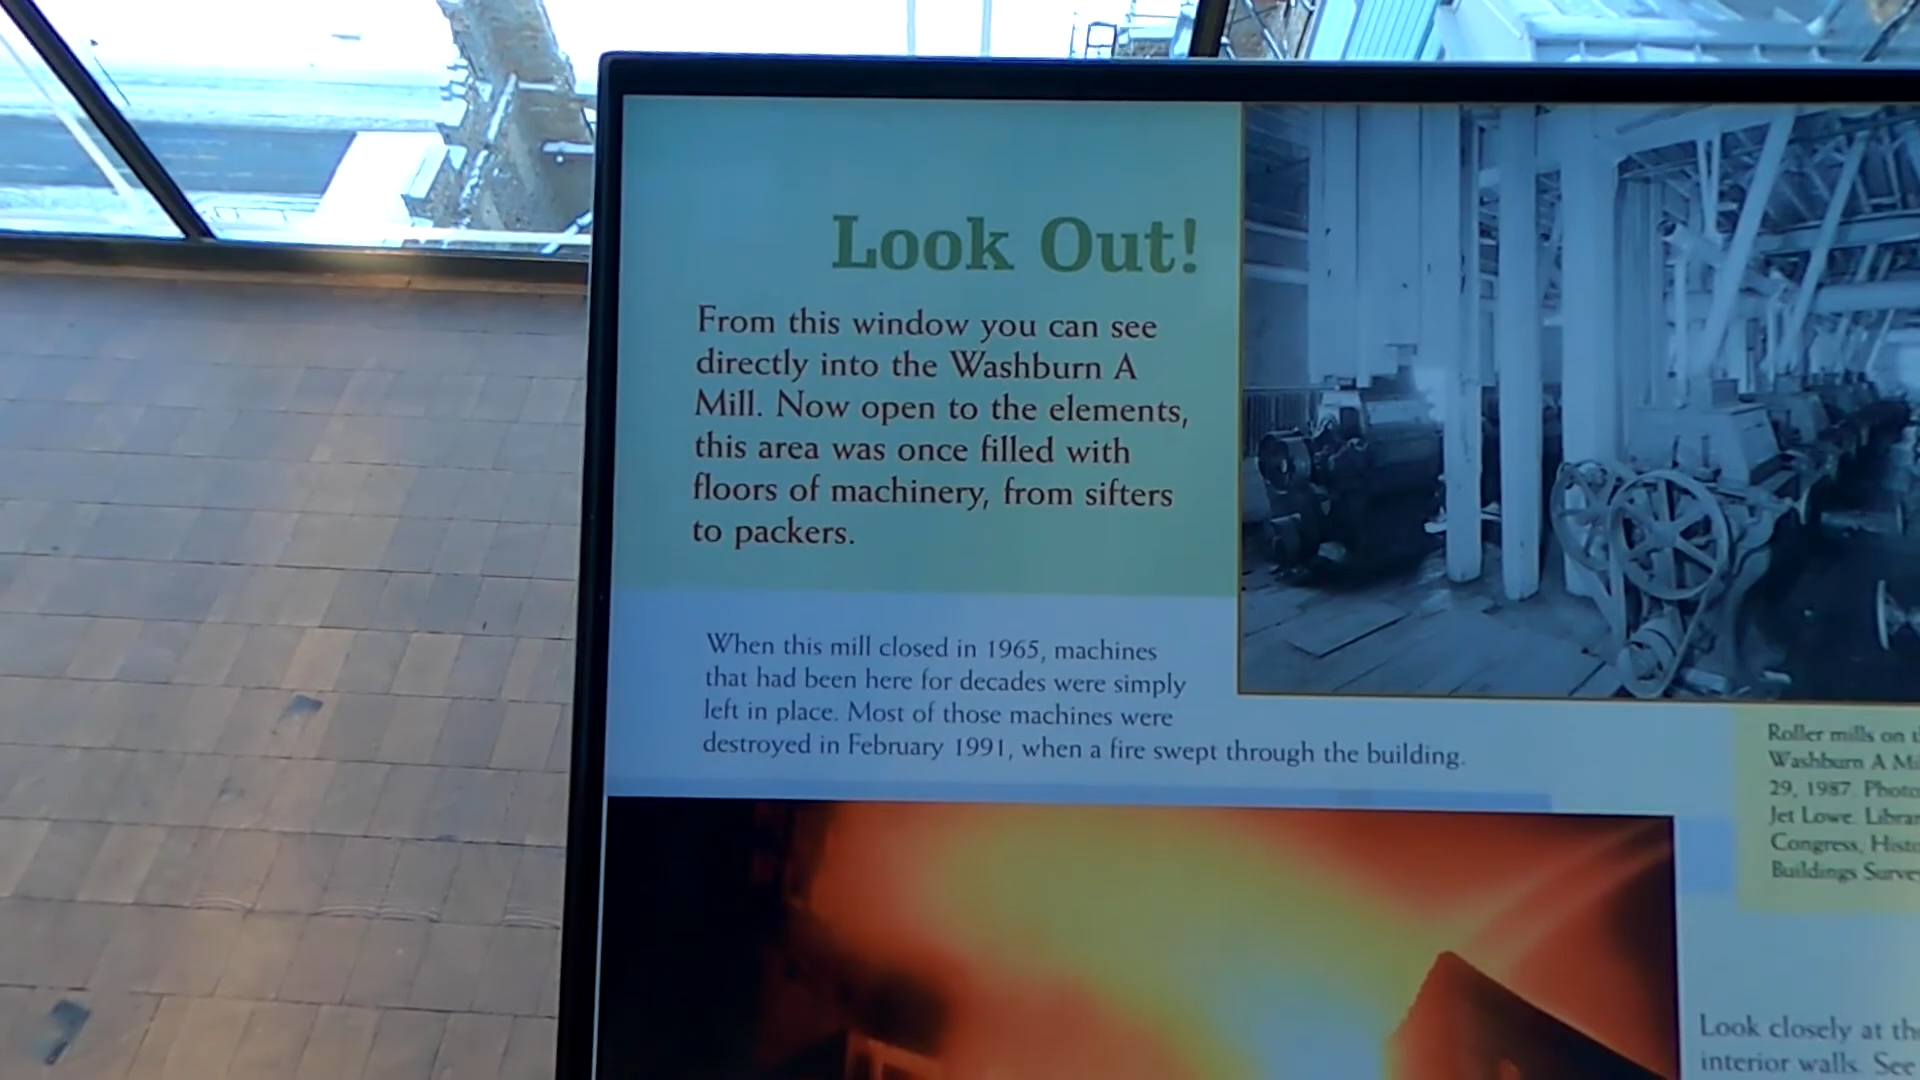 Look Out!
From this window you can see
directly into the Washburn A
Mill. Now open to the elements,
this area was once filled with
floors of machinery, from sifters
to packers.
When this mill closed in 1965, machines
that had been here for decades were simply
left in place. Most of those machines were
destroyed in February 1991, when a fire swept through the building.
Roller mills on
Washburn A
29, 1987. Photo
Jet Lowe.
Congress,
Buildings
Look closely at
interior walls. See